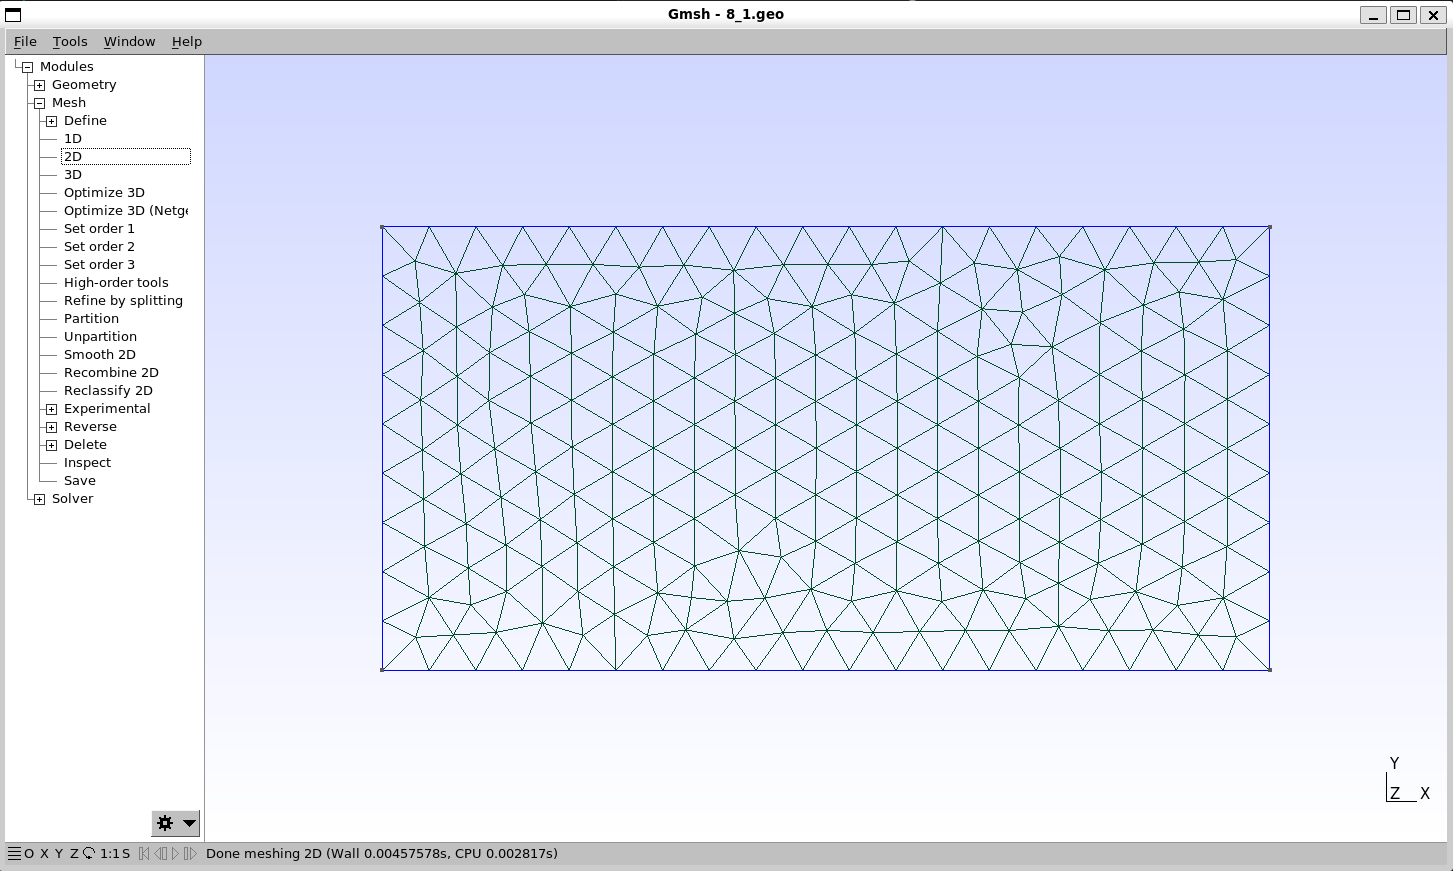 Gmsh - 8_1.geo
File Tools Window Help
Modules
Geometry
Mesh
Define
1D
2D
3D
Optimize 3D
Optimize 3D (Netge
Set order 1
Set order 2
Set order 3
High-order tools
Refine by splitting
Partition
Unpartition
Smooth 2D
Recombine 2D
Reclassify 2D
Experimental
Reverse
Delete
Inspect
Save
Solver
Y
Z X
O X Y Z 1:1 S Done meshing 2D (Wall 0.00457578s, CPU 0.002817s)